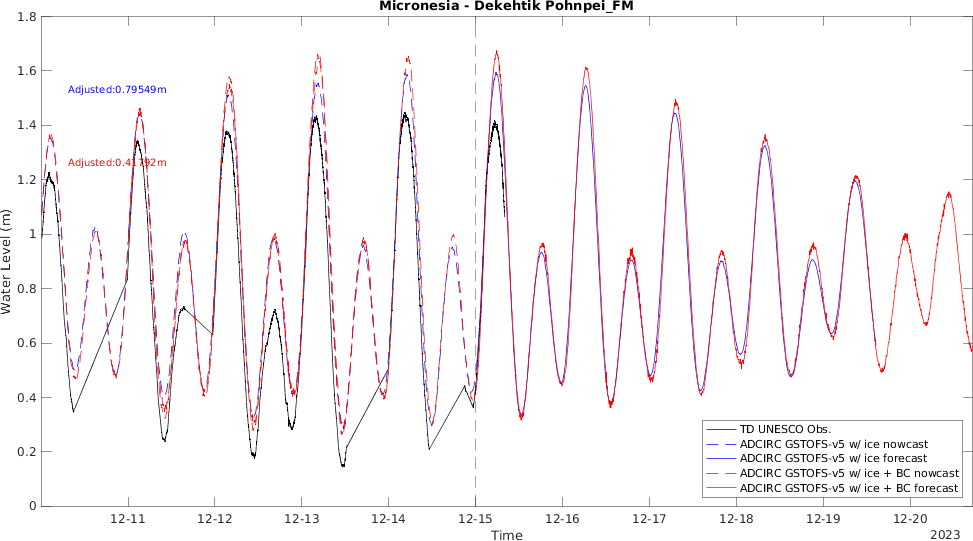 Micronesia - Dekehtik Pohnpei_FM
1.8
1.6
1.4
1.2
1
0.8
0.6
0.4
0.2
0
Water Level (m)
Adjusted:0.79549m
Adjusted:0.41792m
TD UNESCO Obs.
ADCIRC GSTOFS-v5 w/ ice nowcast
ADCIRC GSTOFS-v5 w/ ice forecast
ADCIRC GSTOFS-v5 w/ ice + BC nowcast
ADCIRC GSTOFS-v5 w/ ice + BC forecast
12-11 12-12 12-13 12-14 12-15 12-16 12-17 12-18 12-19 12-20
Time
2023